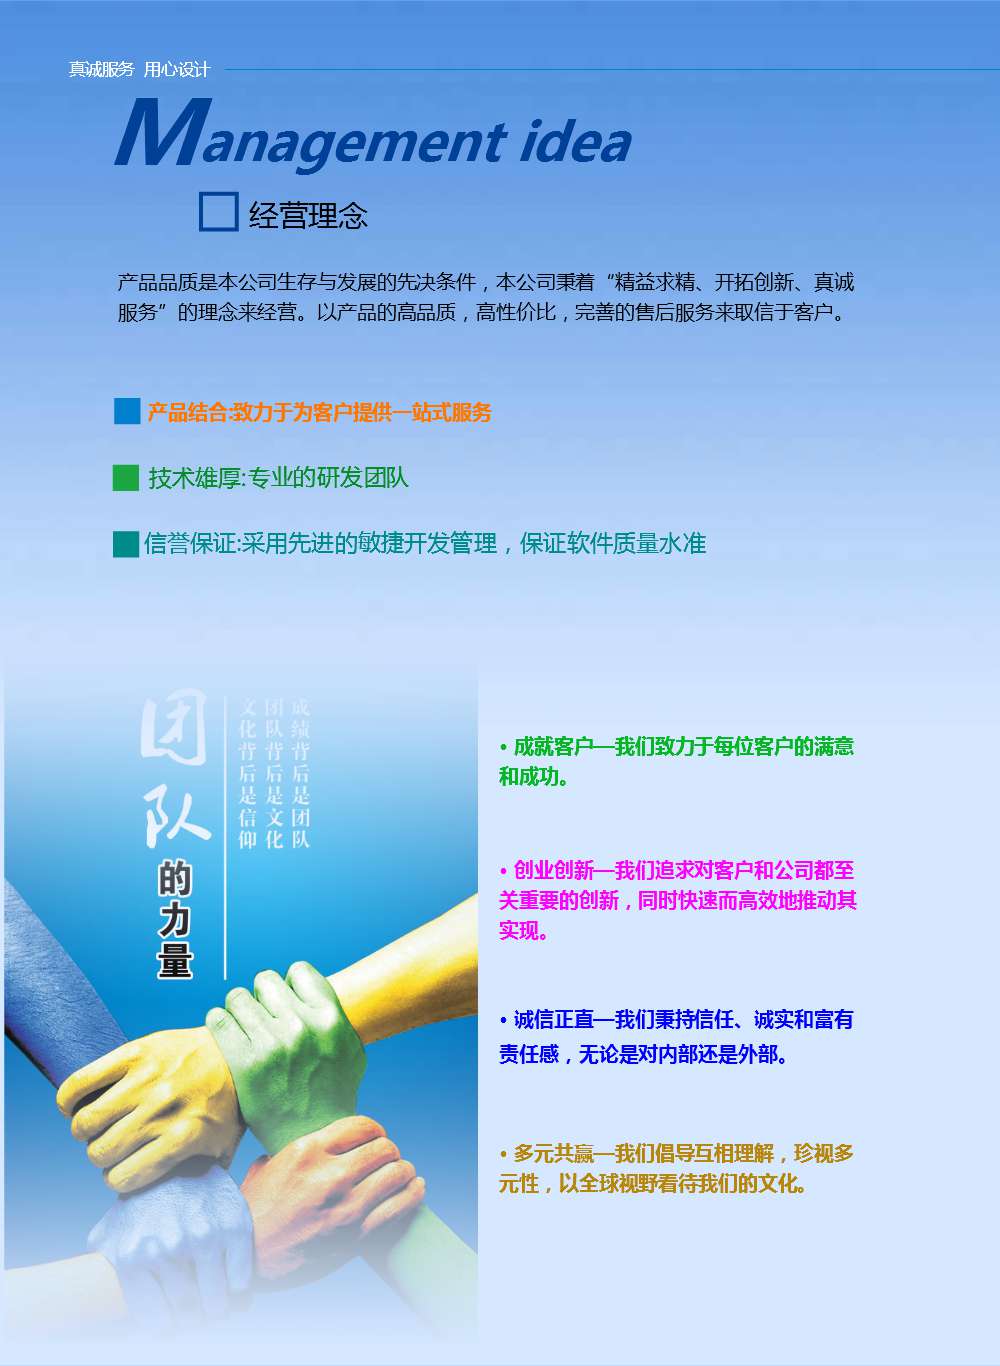 真诚服务 用心设计
Management idea
经营理念
产品品质是本公司生存与发展的先决条件，本公司秉着“精益求精、开拓创新、真诚
服务”的理念来经营。以产品的高品质，高性价比，完善的售后服务来取信于客户。
产品结合:致力于为客户提供一站式服务
技术雄厚:专业的研发团队
信誉保证:采用先进的敏捷开发管理，保证软件质量水准
团队的力量
成绩背后是团队
团队背后是文化
文化背后是信仰
• 成就客户—我们致力于每位客户的满意
和成功。
• 创业创新—我们追求对客户和公司都至
关重要的创新，同时快速而高效地推动其
实现。
• 诚信正直—我们秉持信任、诚实和富有
责任感，无论是对内部还是外部。
• 多元共赢—我们倡导互相理解，珍视多
元性，以全球视野看待我们的文化。